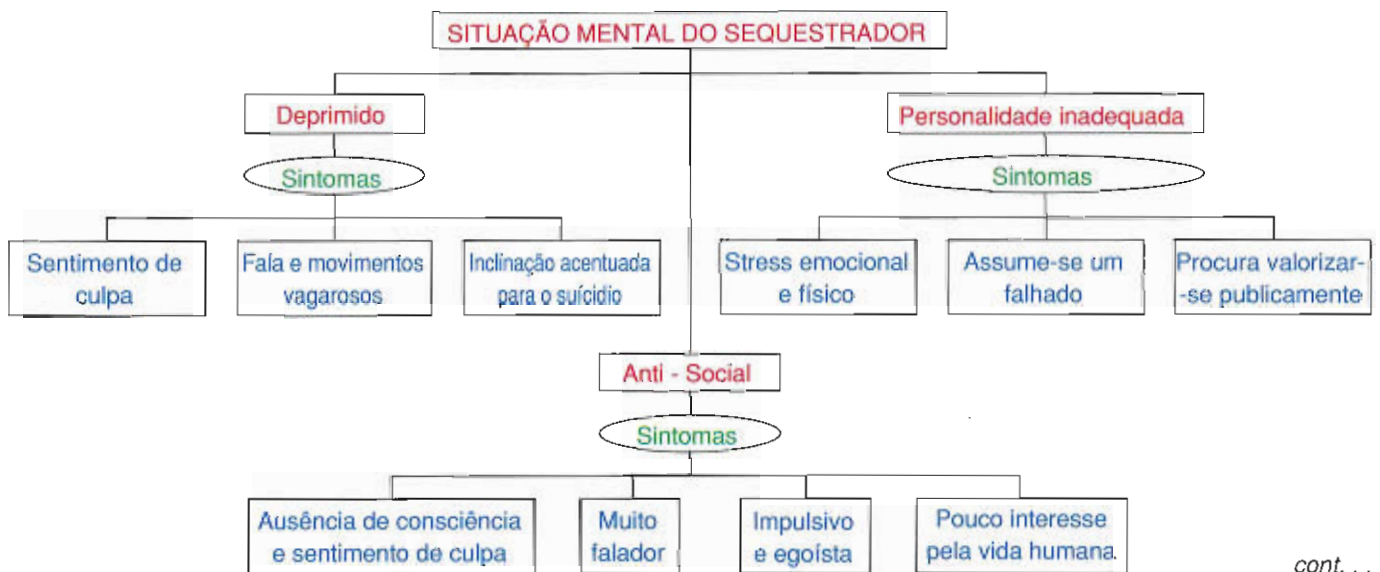 SITUAÇÃO MENTAL DO SEQUESTRADOR
Deprimido
Sintomas
Sentimento de
culpa
Fala e movimentos
vagarosos
Inclinação acentuada
para o suícidio
Personalidade inadequada
Sintomas
Stress emocional
e físico
Assume-se um
falhado
Procura valorizar-
-se publicamente
Anti - Social
Sintomas
Ausência de consciência
e sentimento de culpa
Muito
falador
Impulsivo
e egoísta
Pouco interesse
pela vida humana.
cont. . .